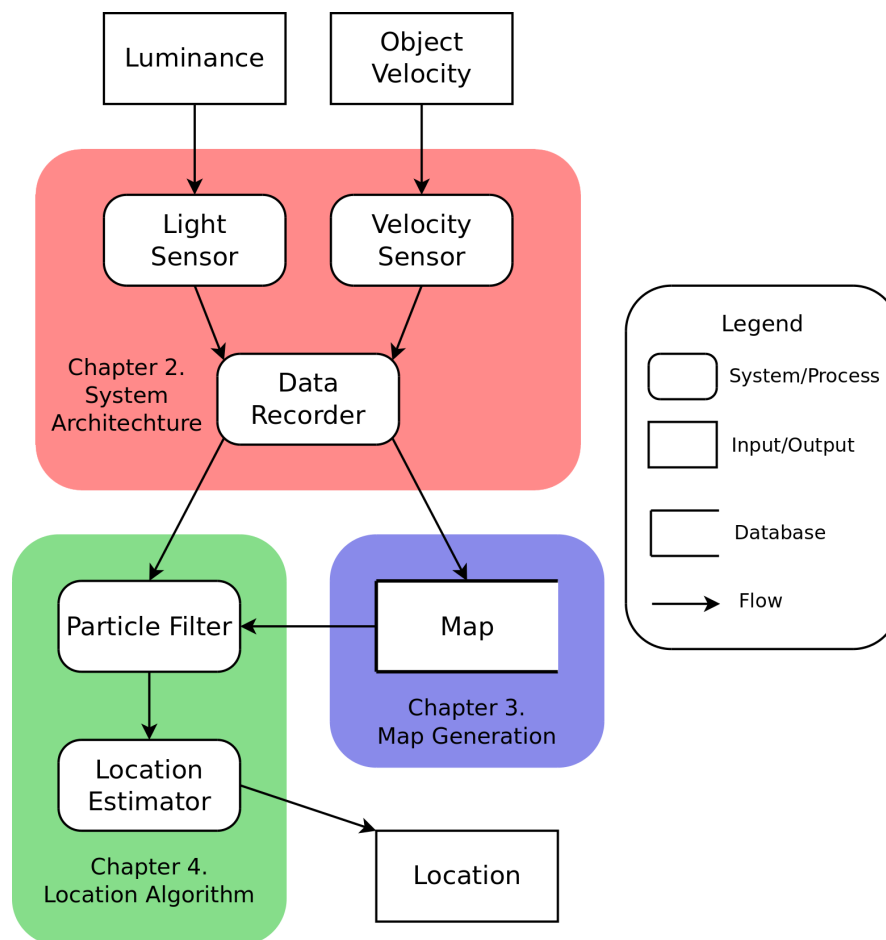 Luminance
Object
Velocity
Light
Sensor
Velocity
Sensor
Chapter 2.
System
Architechture
Data
Recorder
Particle Filter
Map
Chapter 3.
Map Generation
Location
Estimator
Chapter 4.
Location Algorithm
Location
Legend
System/Process
Input/Output
Database
Flow